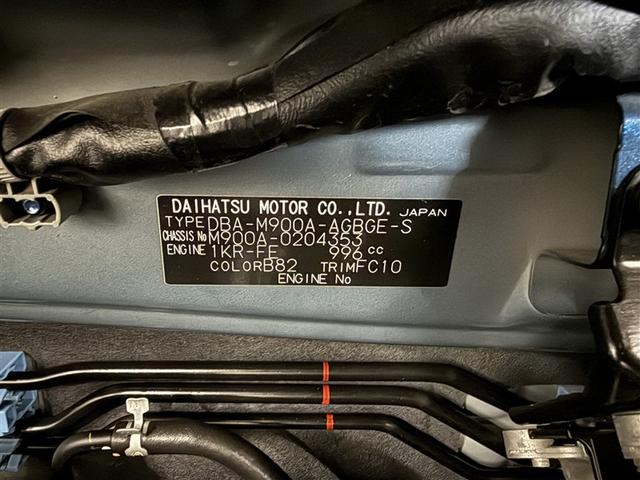 DAIHATSU MOTOR CO.,LTD. JAPAN
TYPE DBA-M900A-AGBGE-S
CHASSIS No M900A-0204353
ENGINE 1KR-FE 996 cc
COLOR B82 TRIM FC10
ENGINE No